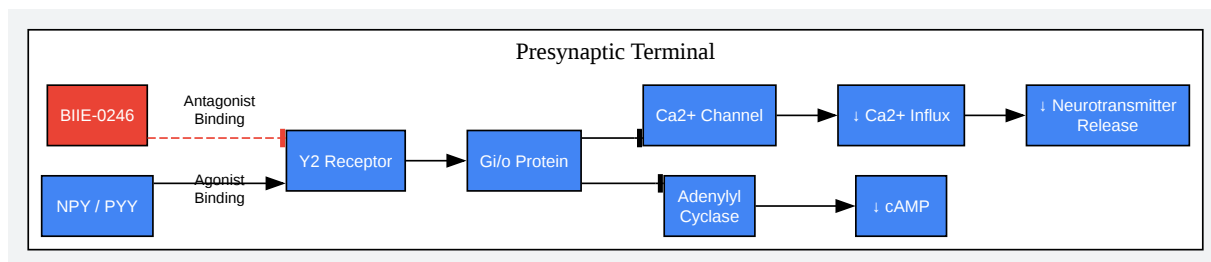 Presynaptic Terminal
BIIE-0246
Antagonist
Binding
NPY / PYY
Agonist
Binding
Y2 Receptor
Gi/o Protein
Ca2+ Channel
↓ Ca2+ Influx
↓ Neurotransmitter
Release
Adenylyl
Cyclase
↓ cAMP